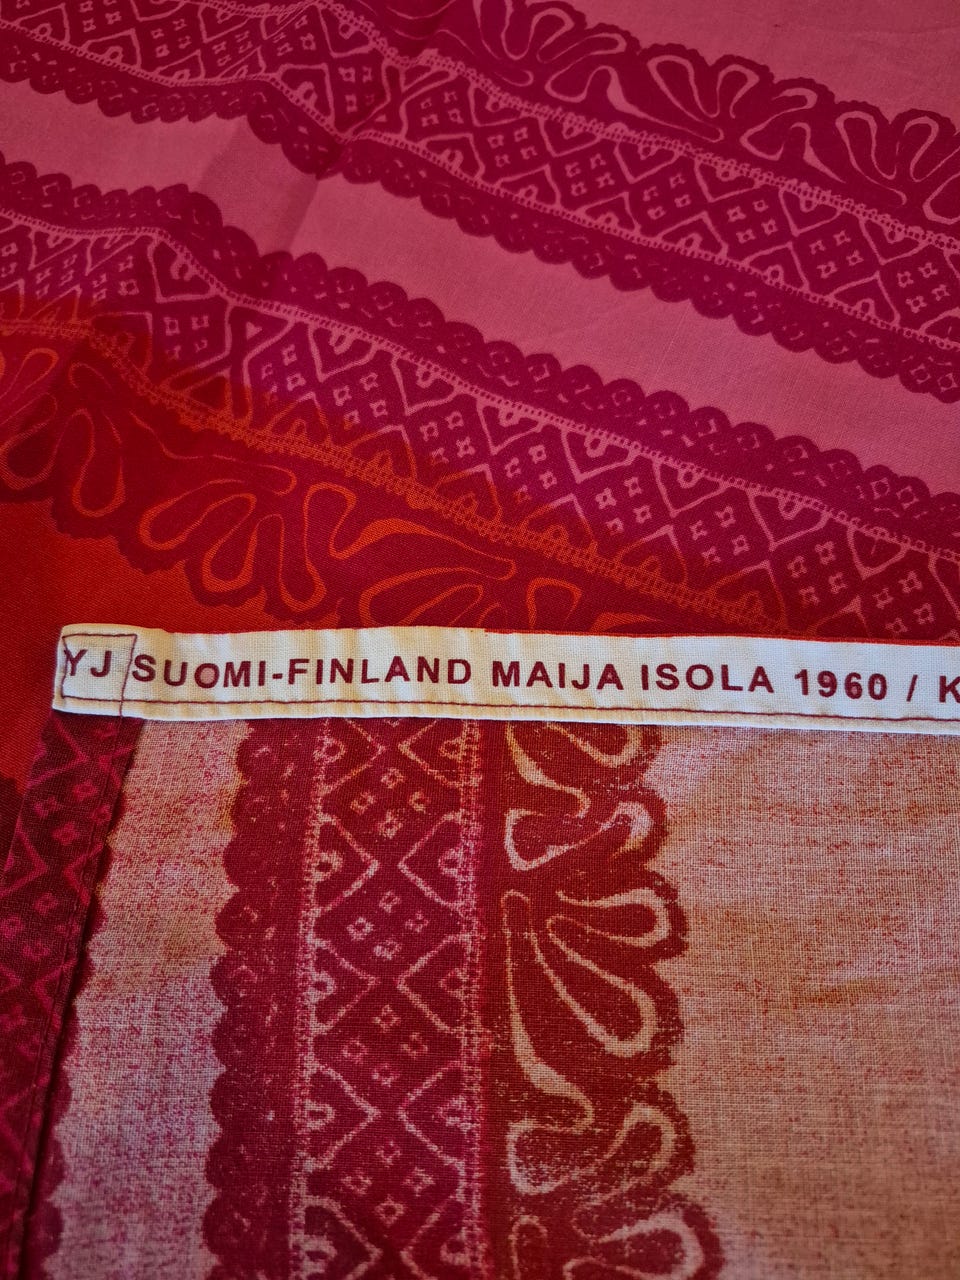 YJ SUOMI-FINLAND MAIJA ISOLA 1960 / K